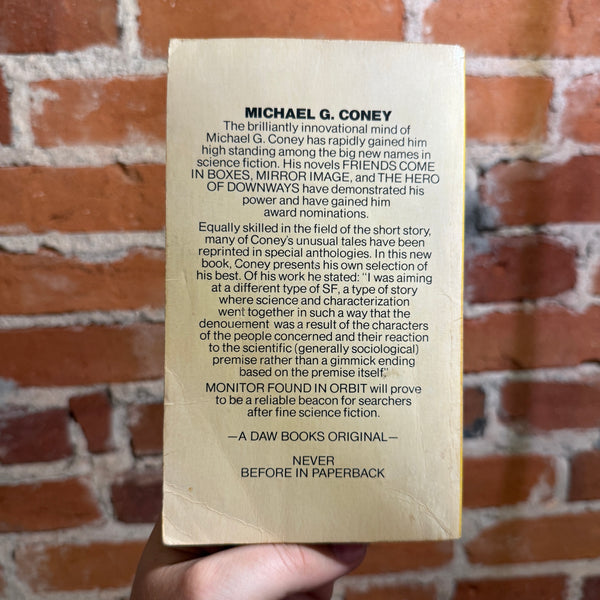 MICHAEL G. CONEY
The brilliantly innovational mind of
Michael G. Coney has rapidly gained him
high standing among the big new names in
science fiction. His novels FRIENDS COME
IN BOXES, MIRROR IMAGE, and THE HERO
OF DOWNWAYS have demonstrated his
power and have gained him
award nominations.
Equally skilled in the field of the short story,
many of Coney's unusual tales have been
reprinted in special anthologies. In this new
book, Coney presents his own selection of
his best. Of his work he stated: "I was aiming
at a different type of SF, a type of story
where science and characterization
went together in such a way that the
denouement was a result of the characters
of the people concerned and their reaction
to the scientific (generally sociological)
premise rather than a gimmick ending
based on the premise itself."
MONITOR FOUND IN ORBIT will prove
to be a reliable beacon for searchers
after fine science fiction.
—A DAW BOOKS ORIGINAL—
NEVER
BEFORE IN PAPERBACK